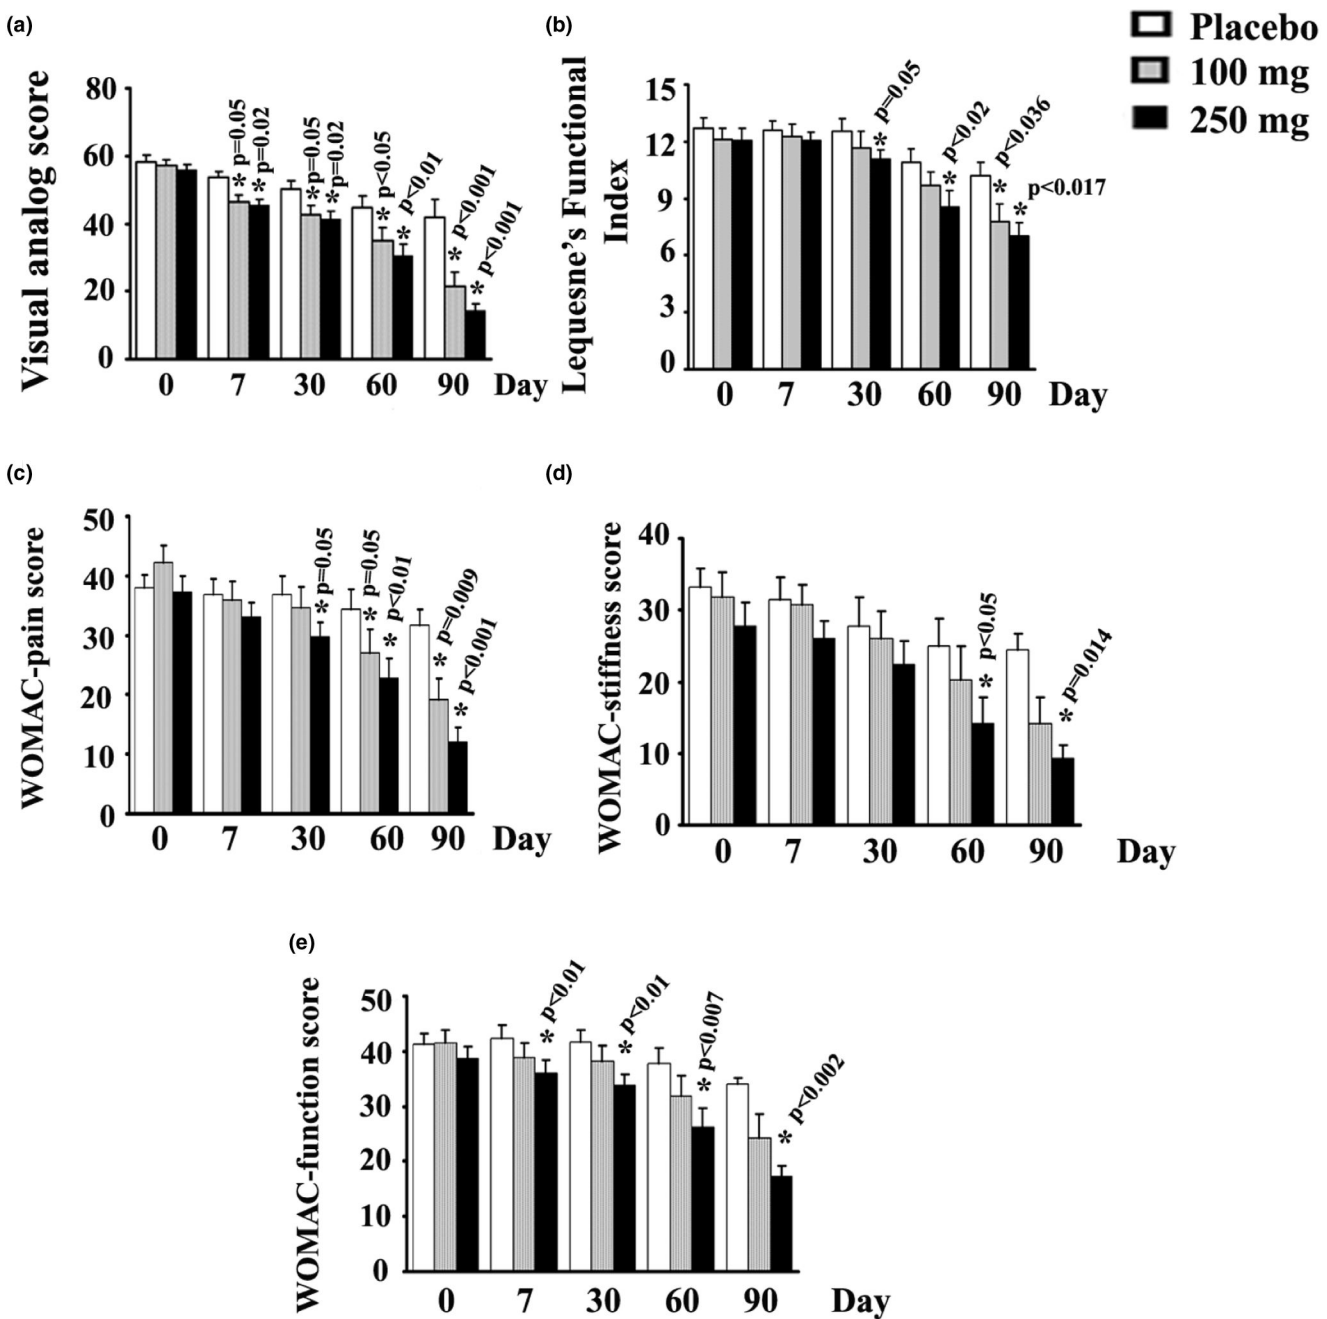 (a)
(b)
Placebo
100 mg
250 mg
Visual analog score
80
60
40
20
0
*p=0.05
*p=0.02
*p=0.05
*p=0.02
* p<0.05
* p<0.01
* p<0.001
* p<0.001
0 7 30 60 90 Day
Lequesne's Functional
Index
15
12
9
6
3
0
* p=0.05
* p<0.02
* p<0.036
* p<0.017
0 7 30 60 90 Day
(c)
(d)
WOMAC-pain score
50
40
30
20
10
0
*p=0.05
* p=0.05
* p<0.01
* p=0.009
* p<0.001
0 7 30 60 90 Day
WOMAC-stiffness score
40
30
20
10
0
* p<0.05
* p=0.014
0 7 30 60 90 Day
(e)
WOMAC-function score
50
40
30
20
10
0
* p<0.01
* p<0.01
* p<0.007
* p<0.002
0 7 30 60 90 Day